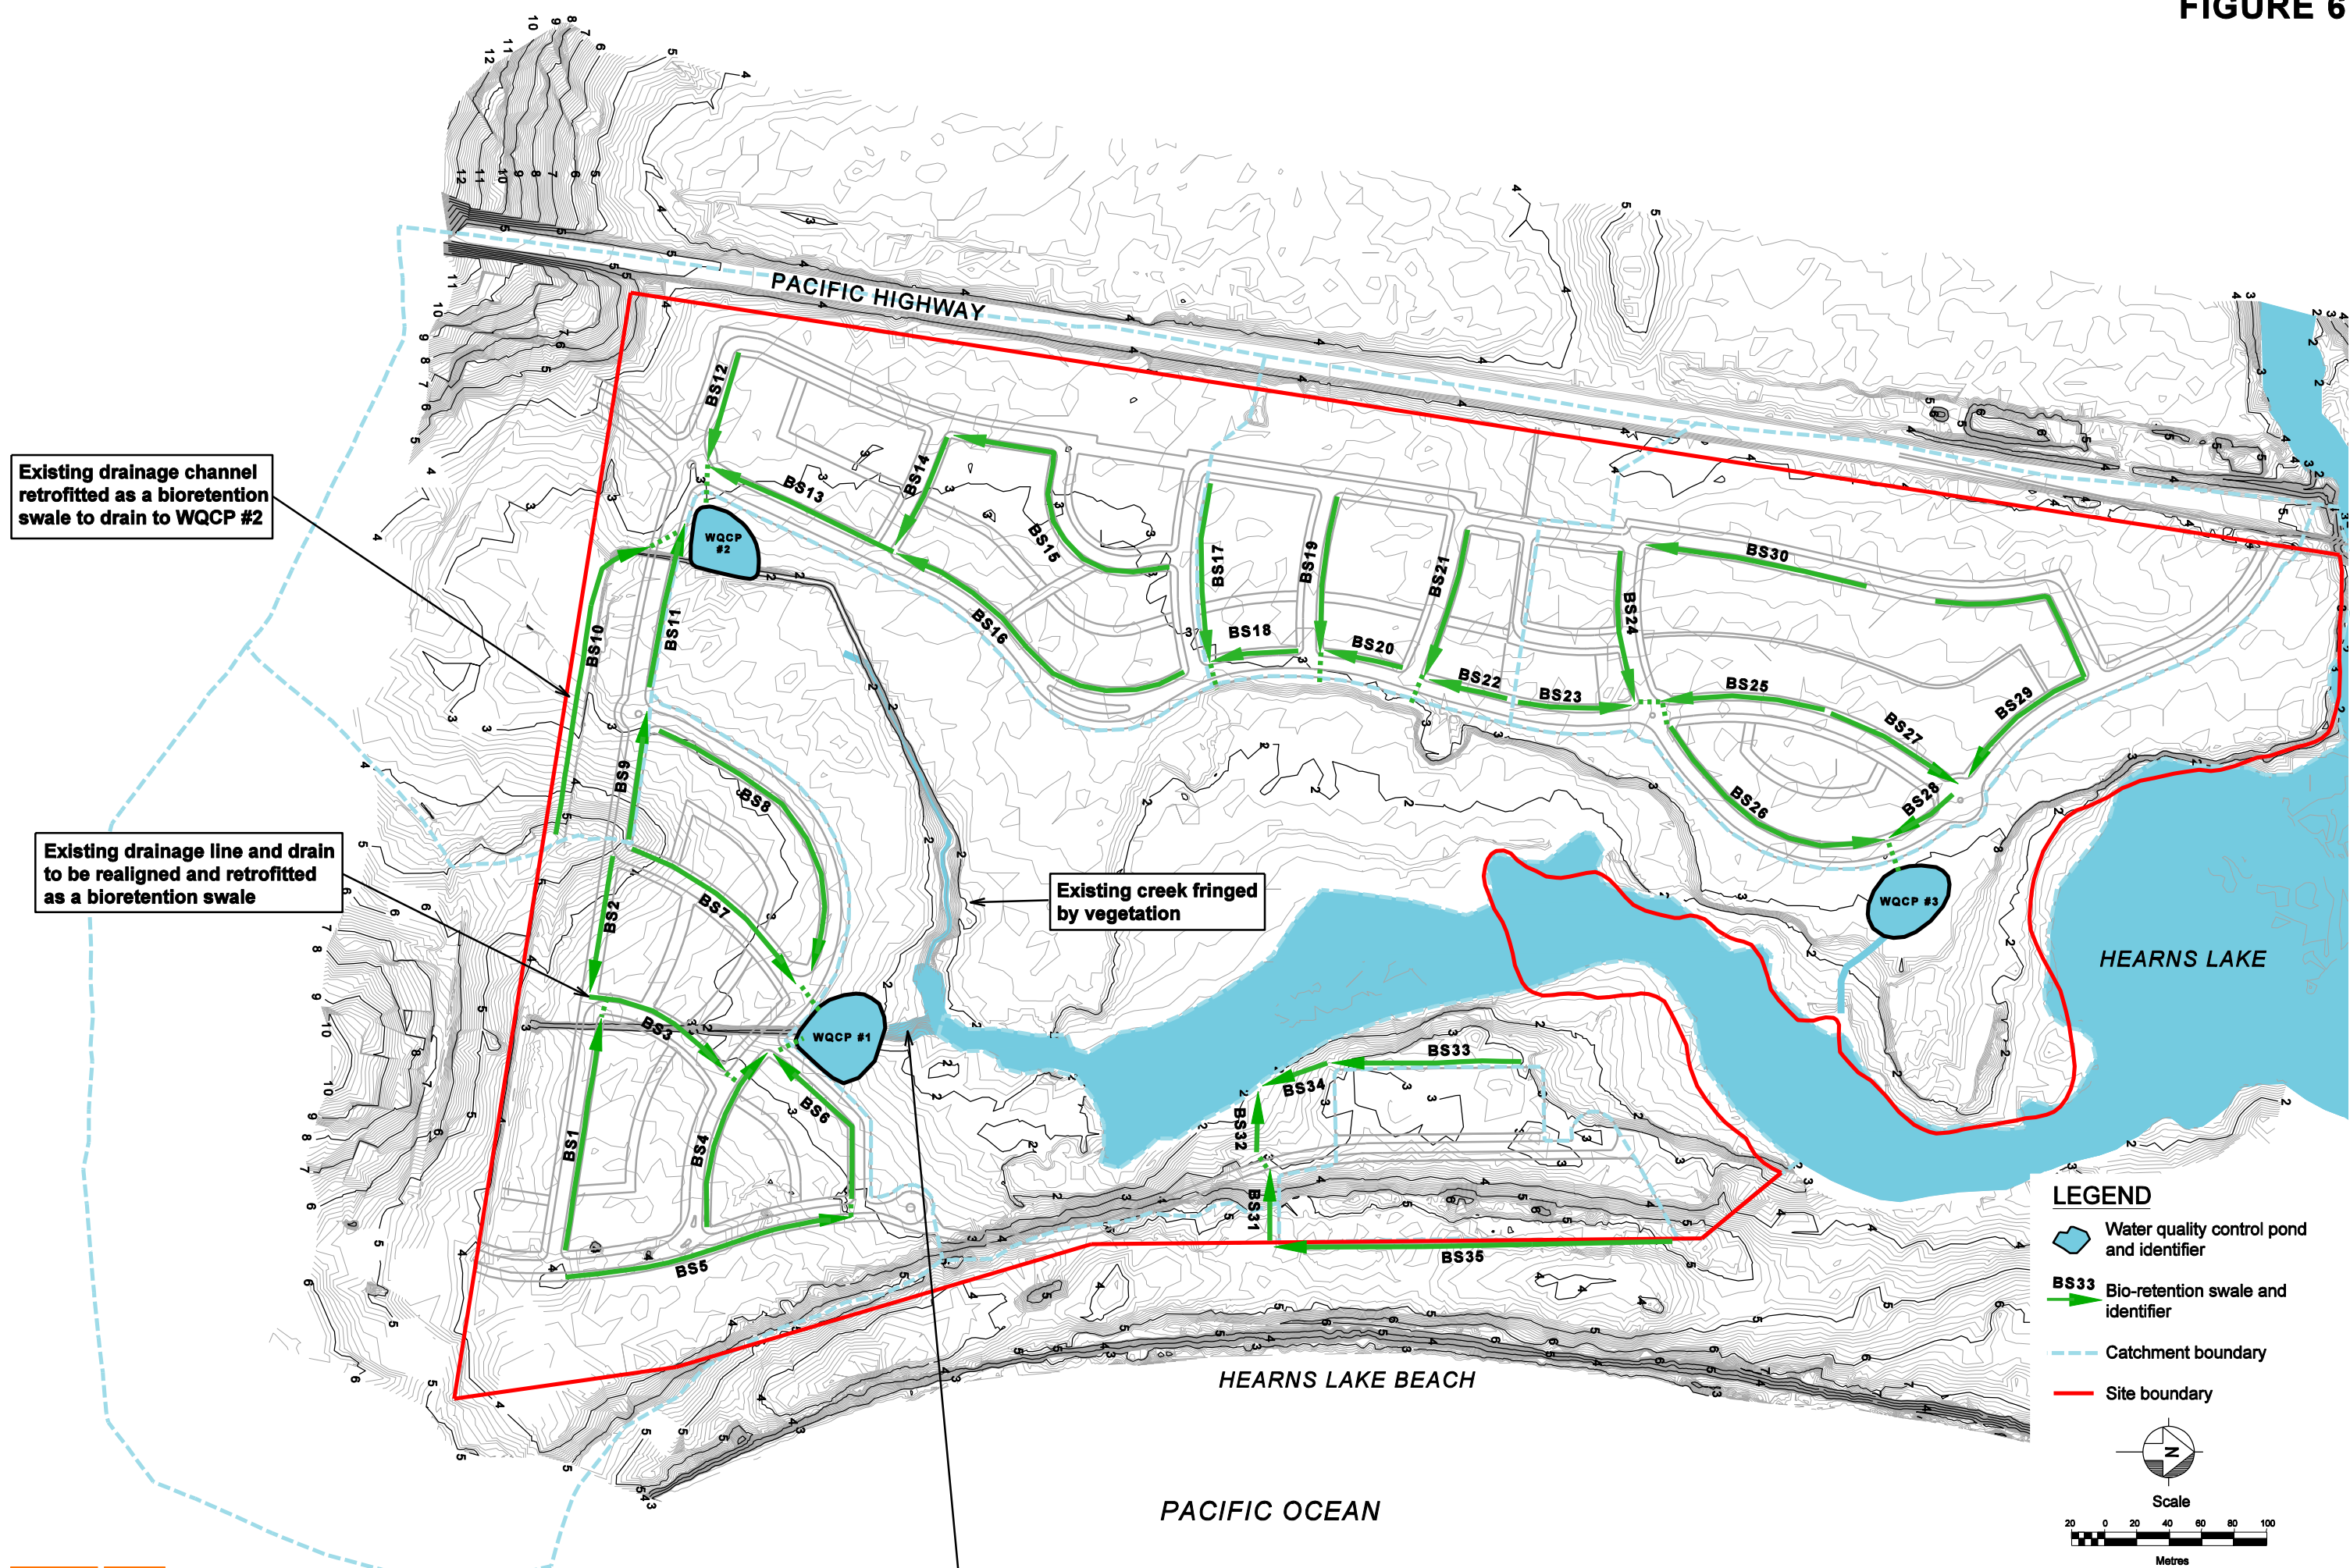 FIGURE 6
PACIFIC HIGHWAY
Existing drainage channel
retrofitted as a bioretention
swale to drain to WQCP #2
Existing drainage line and drain
to be realigned and retrofitted
as a bioretention swale
Existing creek fringed
by vegetation
WQCP
#2
WQCP #1
WQCP #3
BS12
BS13
BS14
BS15
BS16
BS17
BS18
BS19
BS20
BS21
BS22
BS23
BS24
BS25
BS26
BS27
BS28
BS29
BS30
BS10
BS11
BS9
BS8
BS7
BS2
BS3
BS1
BS4
BS5
BS6
BS33
BS34
BS32
BS31
BS35
HEARNS LAKE
HEARNS LAKE BEACH
PACIFIC OCEAN
LEGEND
Water quality control pond
and identifier
BS33
Bio-retention swale and
identifier
Catchment boundary
Site boundary
N
Scale
20 0 20 40 60 80 100
Metres